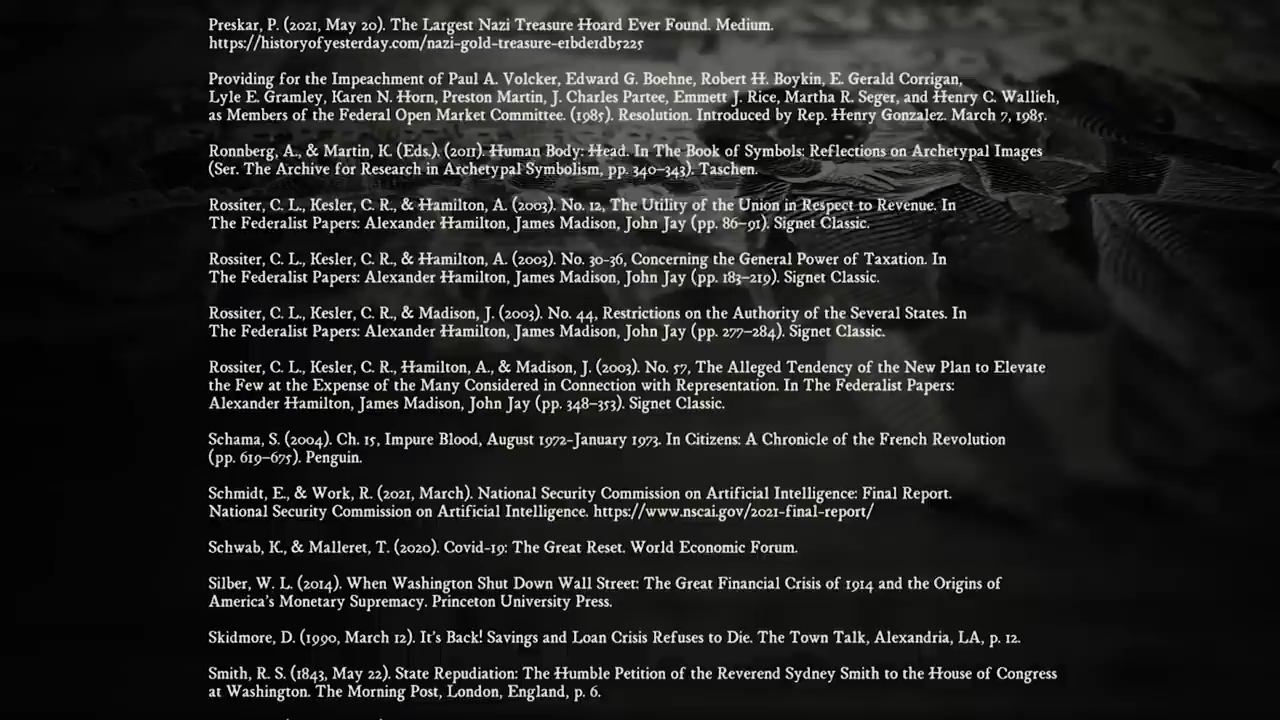 Preskar, P. (2021, May 20). The Largest Nazi Treasure Hoard Ever Found. Medium.
https://historyofyesterday.com/nazi-gold-treasure-e1bde1db5225
Providing for the Impeachment of Paul A. Volcker, Edward G. Boehne, Robert H. Boykin, E. Gerald Corrigan,
Lyle E. Gramley, Karen N. Horn, Preston Martin, J. Charles Partee, Emmett J. Rice, Martha R. Seger, and Henry C. Wallieh,
as Members of the Federal Open Market Committee. (1985). Resolution. Introduced by Rep. Henry Gonzalez. March 7, 1985.
Ronnberg, A., & Martin, K. (Eds.). (2011). Human Body: Head. In The Book of Symbols: Reflections on Archetypal Images
(Ser. The Archive for Research in Archetypal Symbolism, pp. 340–343). Taschen.
Rossiter, C. L., Kesler, C. R., & Hamilton, A. (2003). No. 12, The Utility of the Union in Respect to Revenue. In
The Federalist Papers: Alexander Hamilton, James Madison, John Jay (pp. 86–91). Signet Classic.
Rossiter, C. L., Kesler, C. R., & Hamilton, A. (2003). No. 30-36, Concerning the General Power of Taxation. In
The Federalist Papers: Alexander Hamilton, James Madison, John Jay (pp. 183–219). Signet Classic.
Rossiter, C. L., Kesler, C. R., & Madison, J. (2003). No. 44, Restrictions on the Authority of the Several States. In
The Federalist Papers: Alexander Hamilton, James Madison, John Jay (pp. 277–284). Signet Classic.
Rossiter, C. L., Kesler, C. R., Hamilton, A., & Madison, J. (2003). No. 57, The Alleged Tendency of the New Plan to Elevate
the Few at the Expense of the Many Considered in Connection with Representation. In The Federalist Papers:
Alexander Hamilton, James Madison, John Jay (pp. 348–353). Signet Classic.
Schama, S. (2004). Ch. 15, Impure Blood, August 1972-January 1973. In Citizens: A Chronicle of the French Revolution
(pp. 619–675). Penguin.
Schmidt, E., & Work, R. (2021, March). National Security Commission on Artificial Intelligence: Final Report.
National Security Commission on Artificial Intelligence. https://www.nscai.gov/2021-final-report/
Schwab, K., & Malleret, T. (2020). Covid-19: The Great Reset. World Economic Forum.
Silber, W. L. (2014). When Washington Shut Down Wall Street: The Great Financial Crisis of 1914 and the Origins of
America's Monetary Supremacy. Princeton University Press.
Skidmore, D. (1990, March 12). It's Back! Savings and Loan Crisis Refuses to Die. The Town Talk, Alexandria, LA, p. 12.
Smith, R. S. (1843, May 22). State Repudiation: The Humble Petition of the Reverend Sydney Smith to the House of Congress
at Washington. The Morning Post, London, England, p. 6.